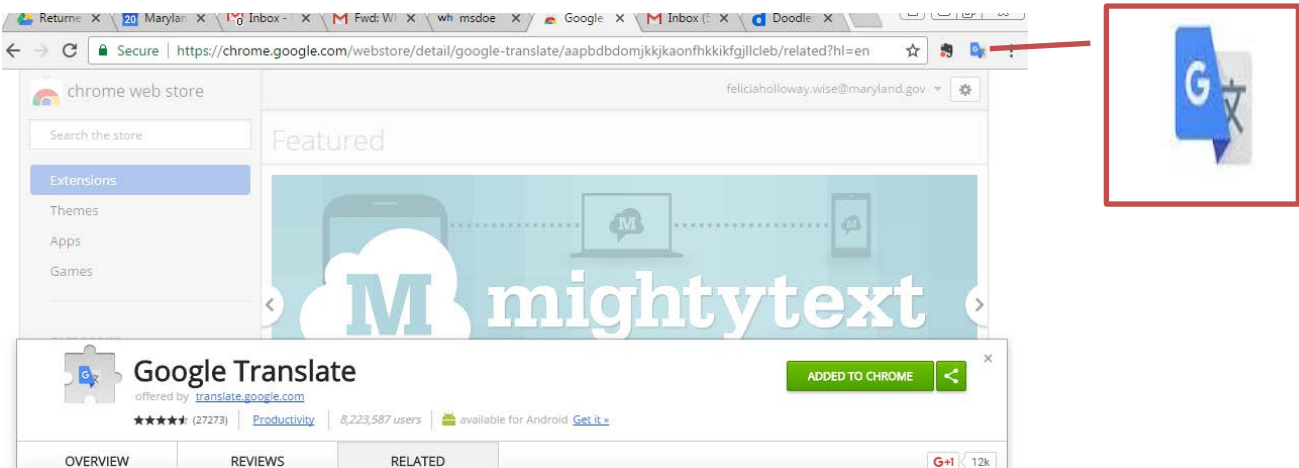 Returne x 20 Marylan x Inbox - x Fwd: W x wh msdoe x Google x Inbox (5 x d Doodle: x
Secure | https://chrome.google.com/webstore/detail/google-translate/aapbdbdomjkkjkaonfhkkikfgjllcleb/related?hl=en
G 文
chrome web store
feliciaholloway.wise@maryland.gov
Search the store
Featured
Extensions
Themes
Apps
Games
M
M mightytext
Google Translate
ADDED TO CHROME
offered by translate.google.com
(27273) Productivity 8,223,587 users available for Android Get it »
OVERVIEW REVIEWS RELATED
G+1 12k